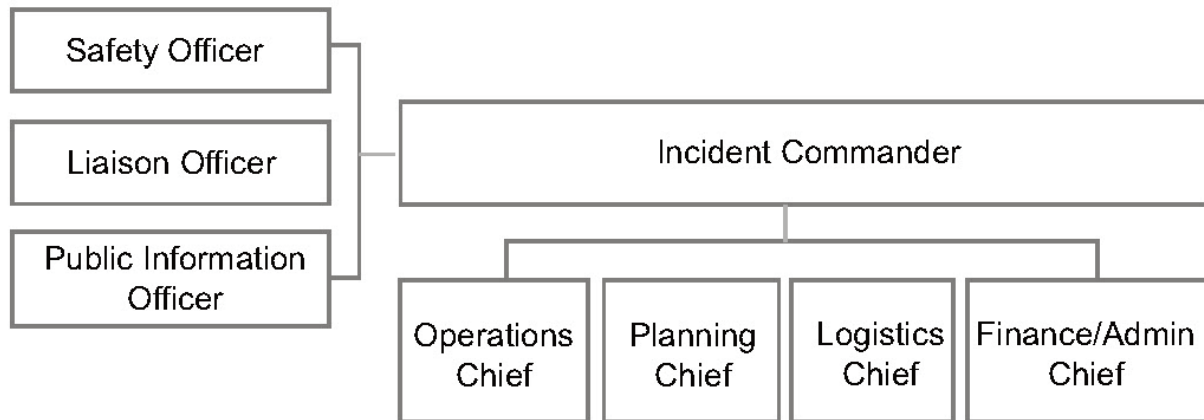 Safety Officer
Liaison Officer
Public Information
Officer
Incident Commander
Operations
Chief
Planning
Chief
Logistics
Chief
Finance/Admin
Chief